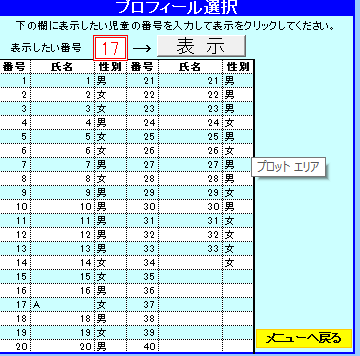 プロフィール選択
下の欄に表示したい児童の番号を入力して表示をクリックしてください。
表示したい番号 17 → 表 示
番号 氏名 性別 番号 氏名 性別
1 1 男 21 21 男
2 2 女 22 22 男
3 3 女 23 23 男
4 4 男 24 24 女
5 5 女 25 25 男
6 6 女 26 26 女
7 7 男 27 27 男
プロット エリア
8 8 男 28 28 女
9 9 男 29 29 女
10 10 男 30 30 男
11 11 男 31 31 女
12 12 男 32 32 女
13 13 男 33 33 女
14 14 女 34 女
15 15 女 35
16 16 男 36
17 A 女 37
18 18 男 38
19 19 女 39
メニューへ戻る
20 20 男 40